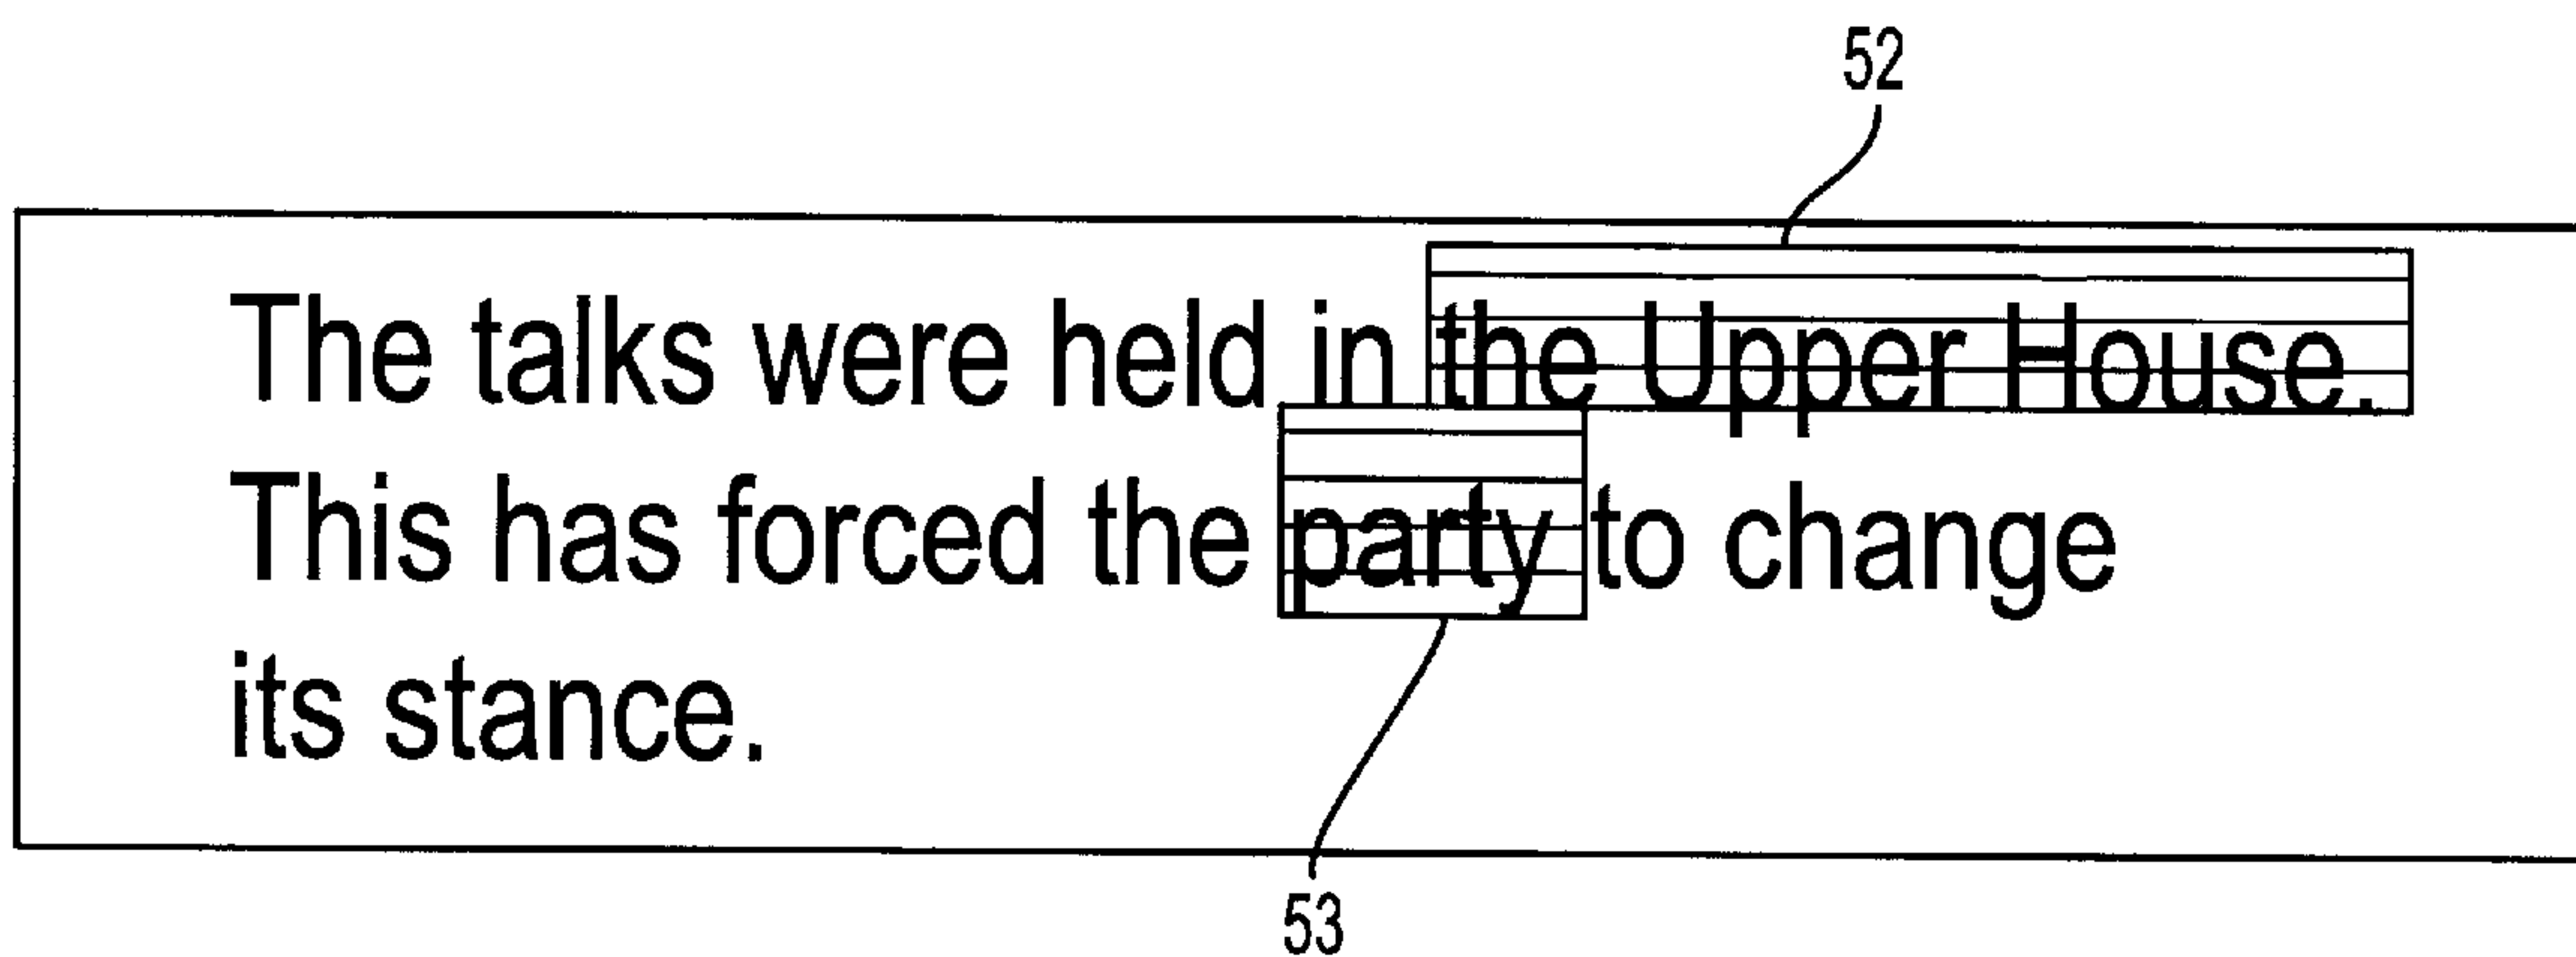 52
The talks were held in the Upper House.
This has forced the party to change
its stance.
53